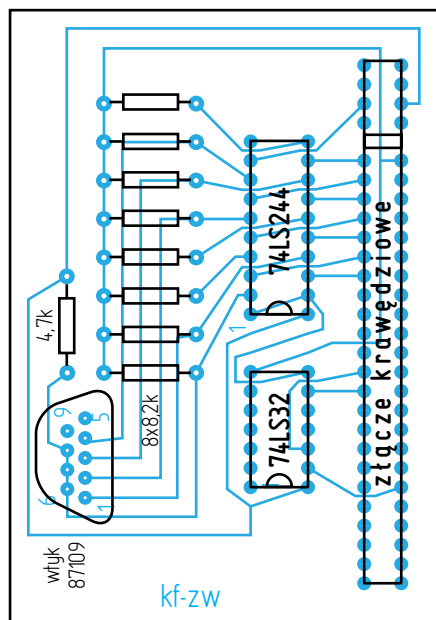 74LS244
1
złącze krawędziowe
4,7k
8x8,2k
74LS32
9
5
6
1
wtyk
87109
kf-zw